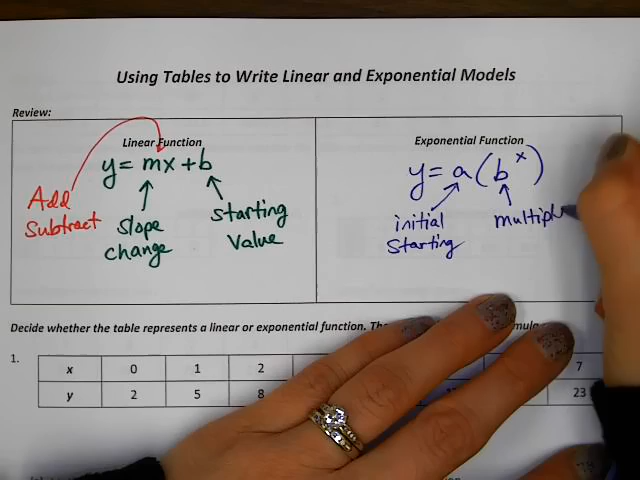 Using Tables to Write Linear and Exponential Models
Review:
Linear Function
y = mx + b
Add
Subtract
slope
change
starting
value
Exponential Function
y = a(b^x)
initial
starting
multiply
Decide whether the table represents a linear or exponential function.
1.
x 0 1 2 7
y 2 5 8 23